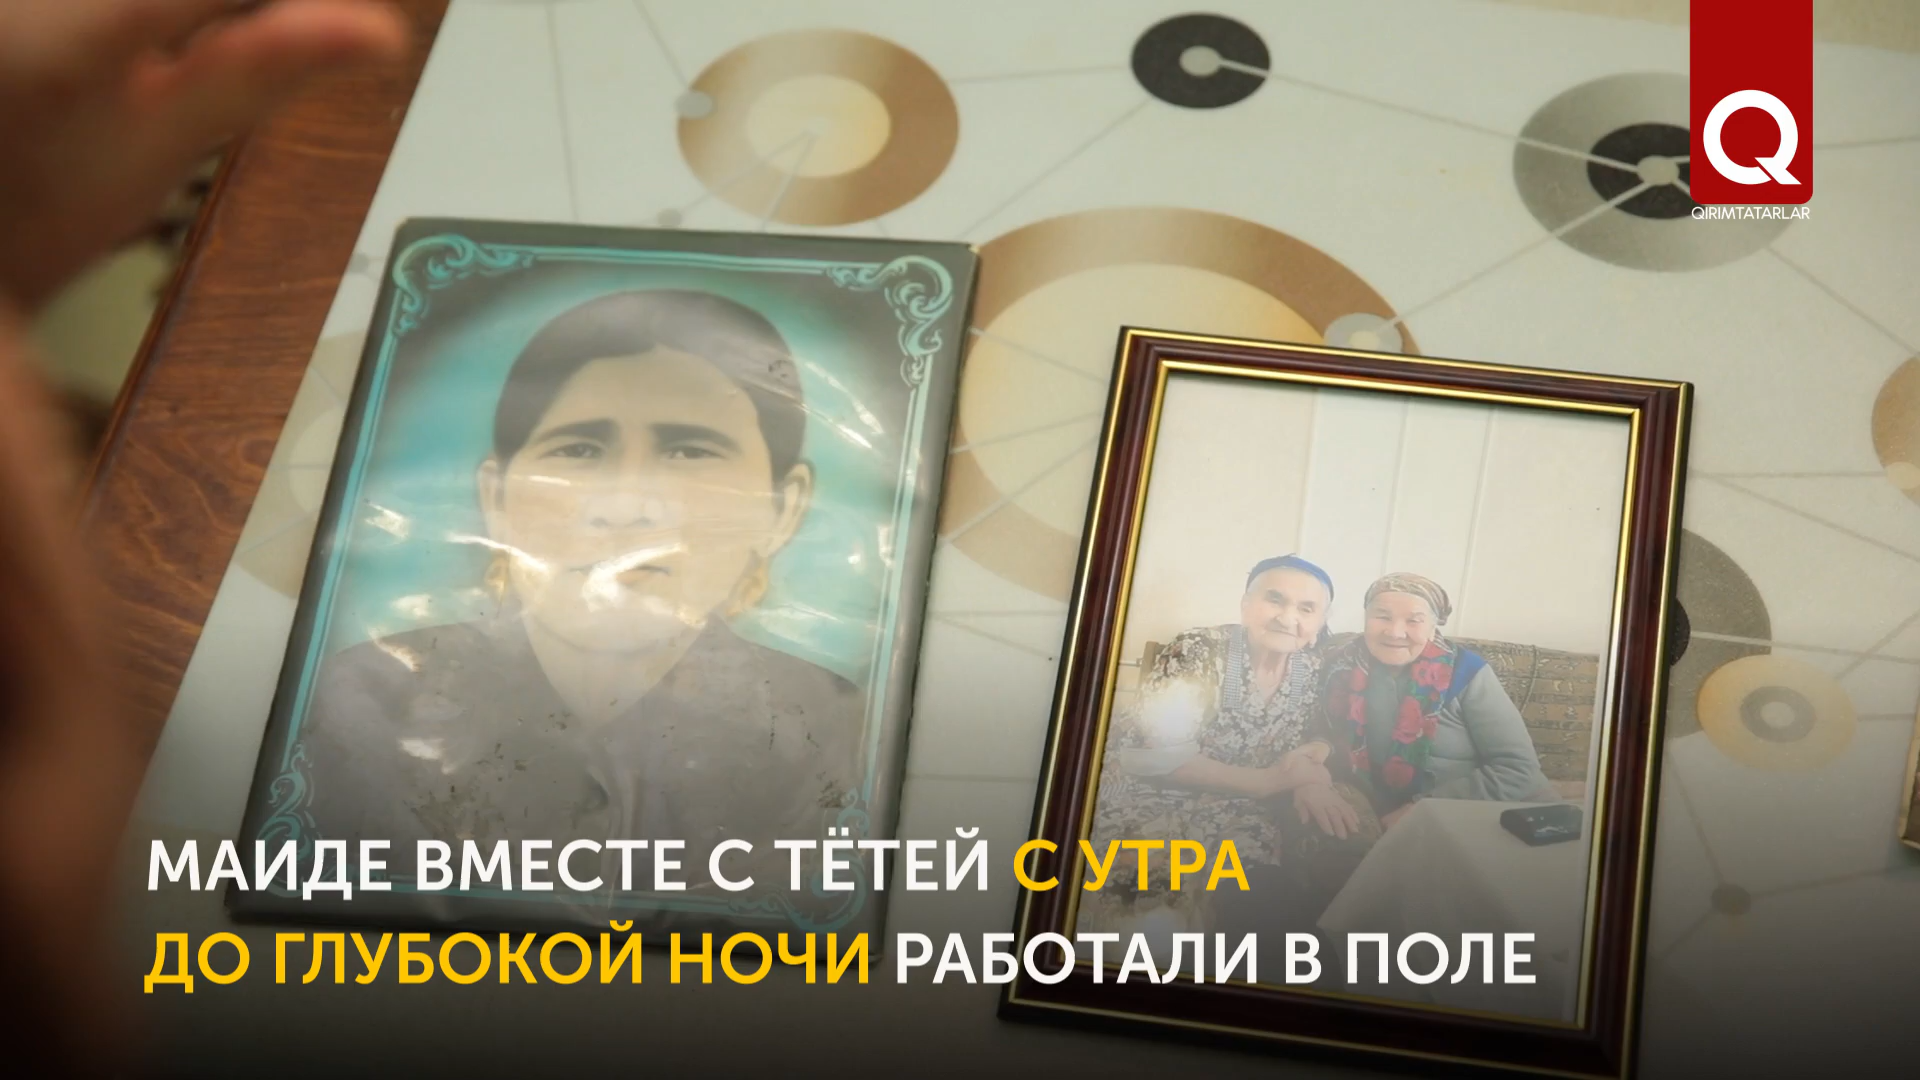 QIRIMTATARLAR
МАИДЕ ВМЕСТЕ С ТЁТЕЙ С УТРА
ДО ГЛУБОКОЙ НОЧИ РАБОТАЛИ В ПОЛЕ